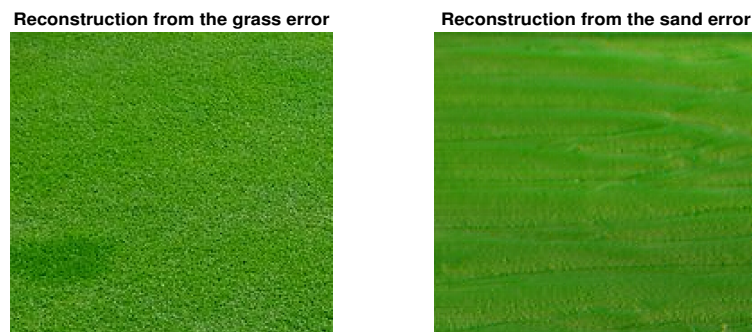 Reconstruction from the grass error
Reconstruction from the sand error